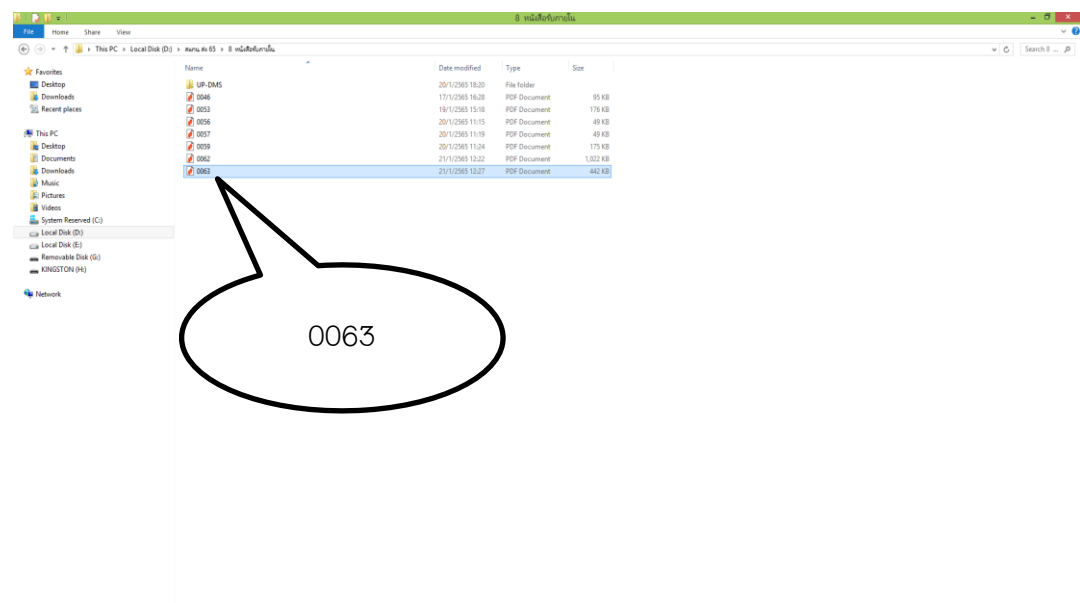 8 หนังสือรับภายใน
File Home Share View
This PC Local Disk (D:) 8 หนังสือรับภายใน
Search 8 ...
Name Date modified Type Size
Favorites
Desktop
Downloads
Recent places
This PC
Desktop
Documents
Downloads
Music
Pictures
Videos
System Reserved (C:)
Local Disk (D:)
Local Disk (E:)
Removable Disk (G:)
KINGSTON (H:)
Network
UP-DMS 20/1/2565 18:20 File folder
0046 17/1/2565 16:28 PDF Document 95 KB
0053 19/1/2565 15:18 PDF Document 176 KB
0056 20/1/2565 11:15 PDF Document 49 KB
0057 20/1/2565 11:19 PDF Document 49 KB
0059 20/1/2565 11:24 PDF Document 175 KB
0062 21/1/2565 12:22 PDF Document 1,022 KB
0063 21/1/2565 12:27 PDF Document 442 KB
0063